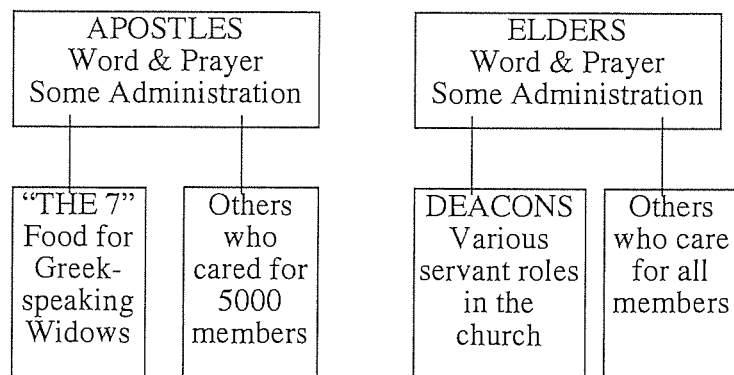 APOSTLES
Word & Prayer
Some Administration
ELDERS
Word & Prayer
Some Administration
“THE 7”
Food for
Greek-
speaking
Widows
Others
who
cared for
5000
members
DEACONS
Various
servant roles
in the
church
Others
who care
for all
members